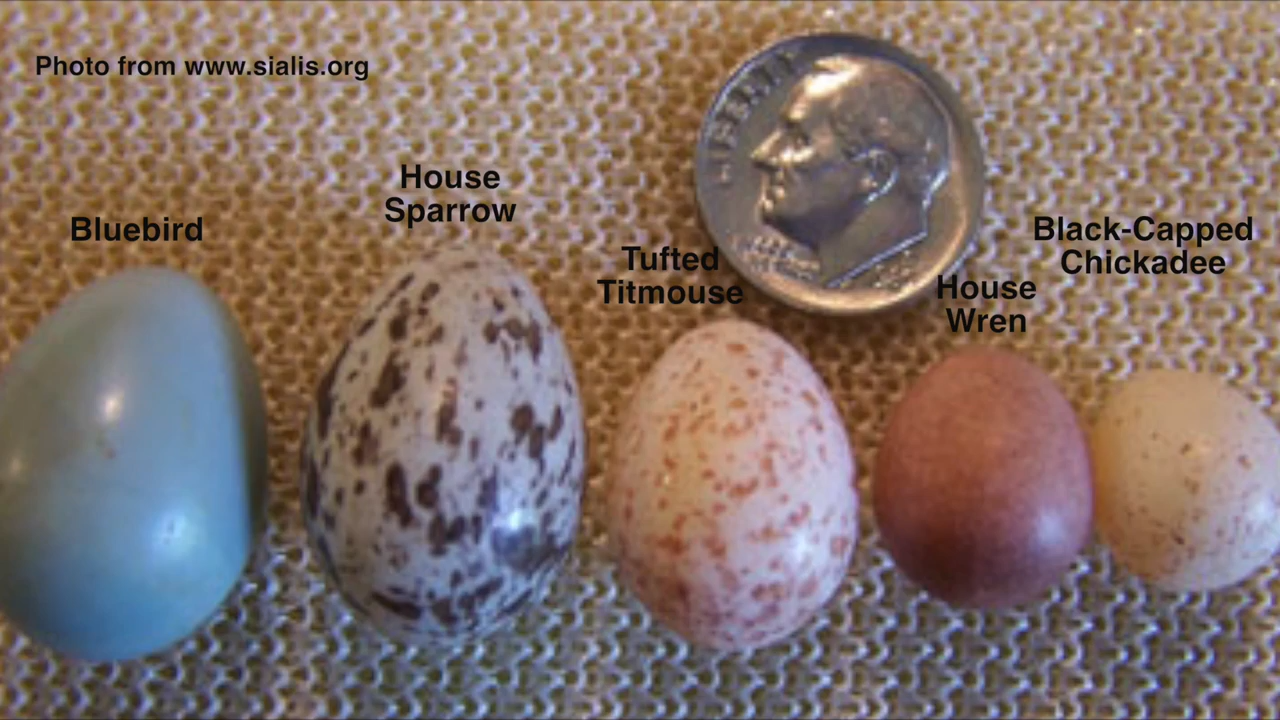 Photo from www.sialis.org
House
Sparrow
Bluebird
Tufted
Titmouse
House
Wren
Black-Capped
Chickadee
LIBERTY